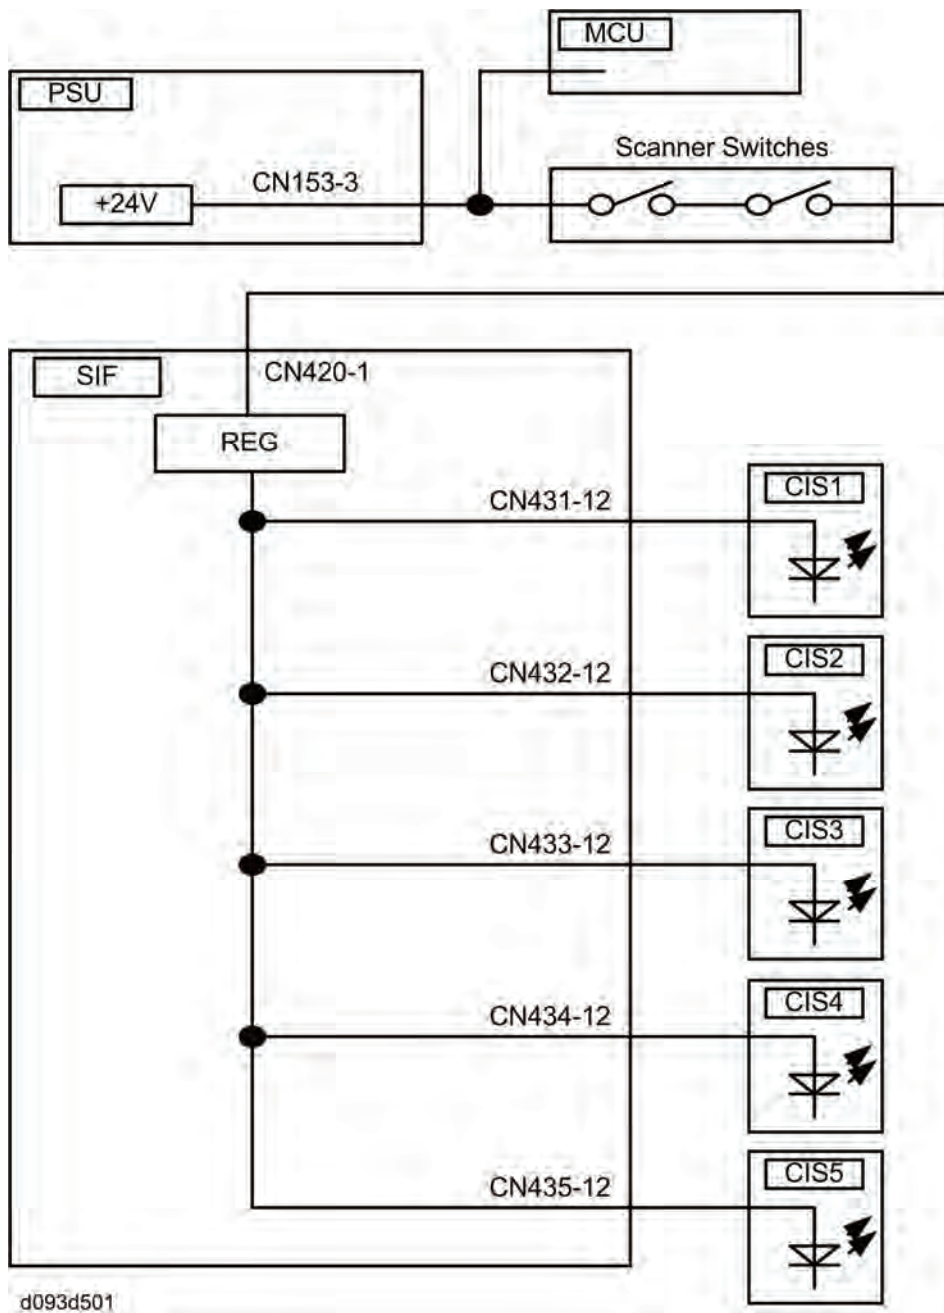 MCU
PSU
Scanner Switches
CN153-3
+24V
SIF
CN420-1
REG
CN431-12
CIS1
CN432-12
CIS2
CN433-12
CIS3
CN434-12
CIS4
CN435-12
CIS5
d093d501